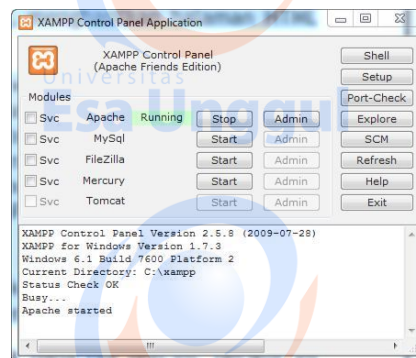 XAMPP Control Panel Application
XAMPP Control Panel
(Apache Friends Edition)
Shell
Setup
Port-Check
Explore
SCM
Refresh
Help
Exit
Modules
Svc Apache Running Stop Admin
Svc MySql Start Admin
Svc FileZilla Start Admin
Svc Mercury Start Admin
Svc Tomcat Start Admin
Universitas
Esa Unggul
XAMPP Control Panel Version 2.5.8 (2009-07-28)
XAMPP for Windows Version 1.7.3
Windows 6.1 Build 7600 Platform 2
Current Directory: C:\xampp
Status Check OK
Busy...
Apache started